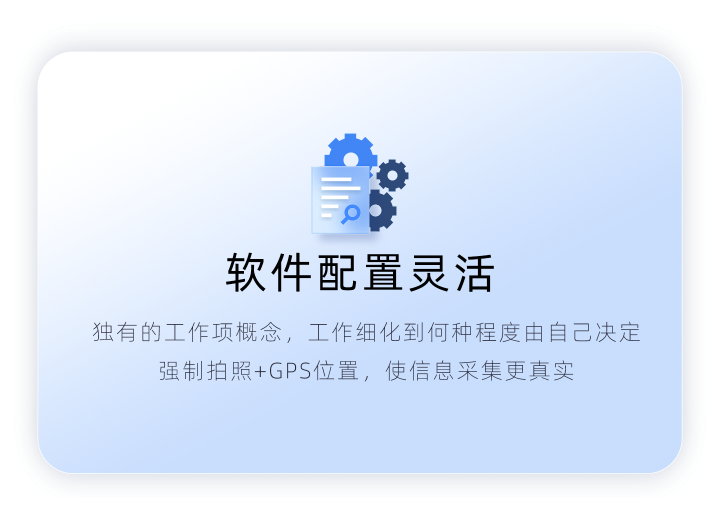 软件配置灵活
独有的工作项概念，工作细化到何种程度由自己决定
强制拍照+GPS位置，使信息采集更真实